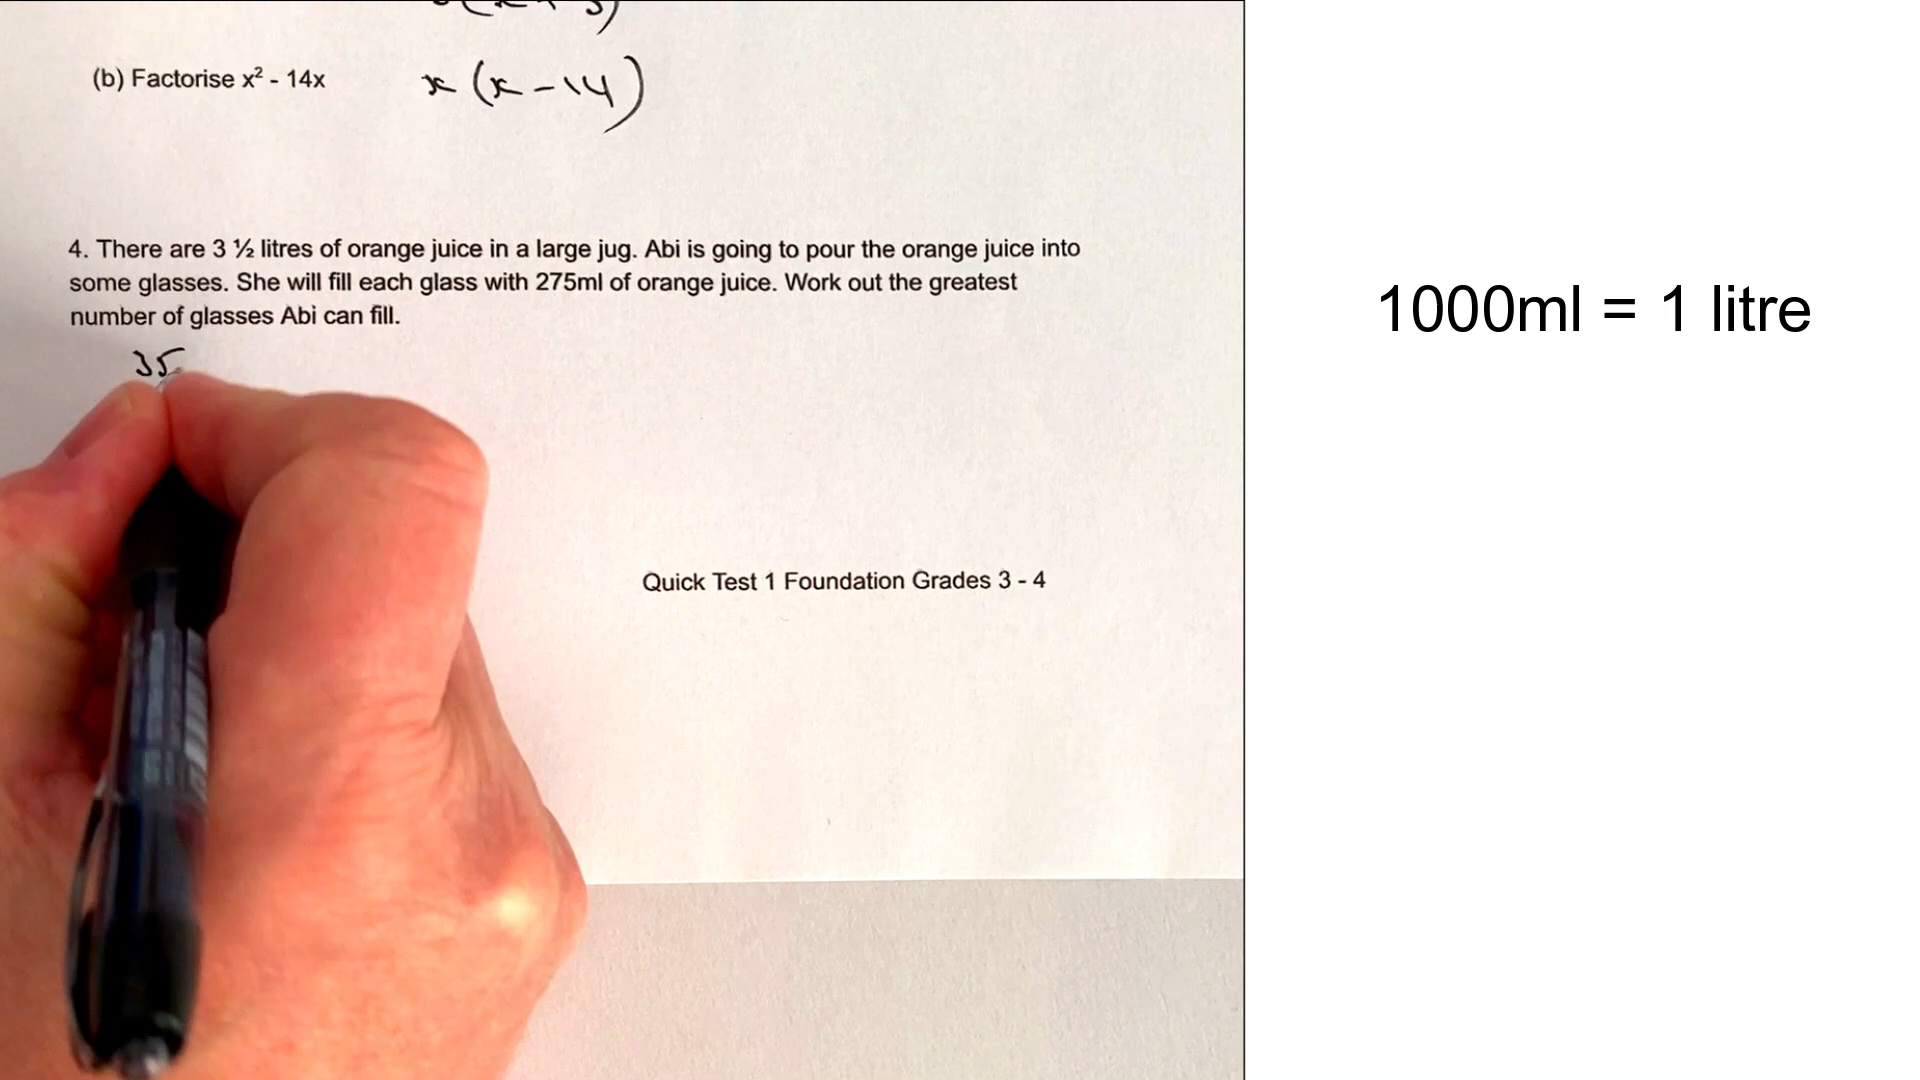 (b) Factorise x² - 14x
x (x - 14)
4. There are 3 ½ litres of orange juice in a large jug. Abi is going to pour the orange juice into
some glasses. She will fill each glass with 275ml of orange juice. Work out the greatest
number of glasses Abi can fill.
35
Quick Test 1 Foundation Grades 3 - 4
1000ml = 1 litre